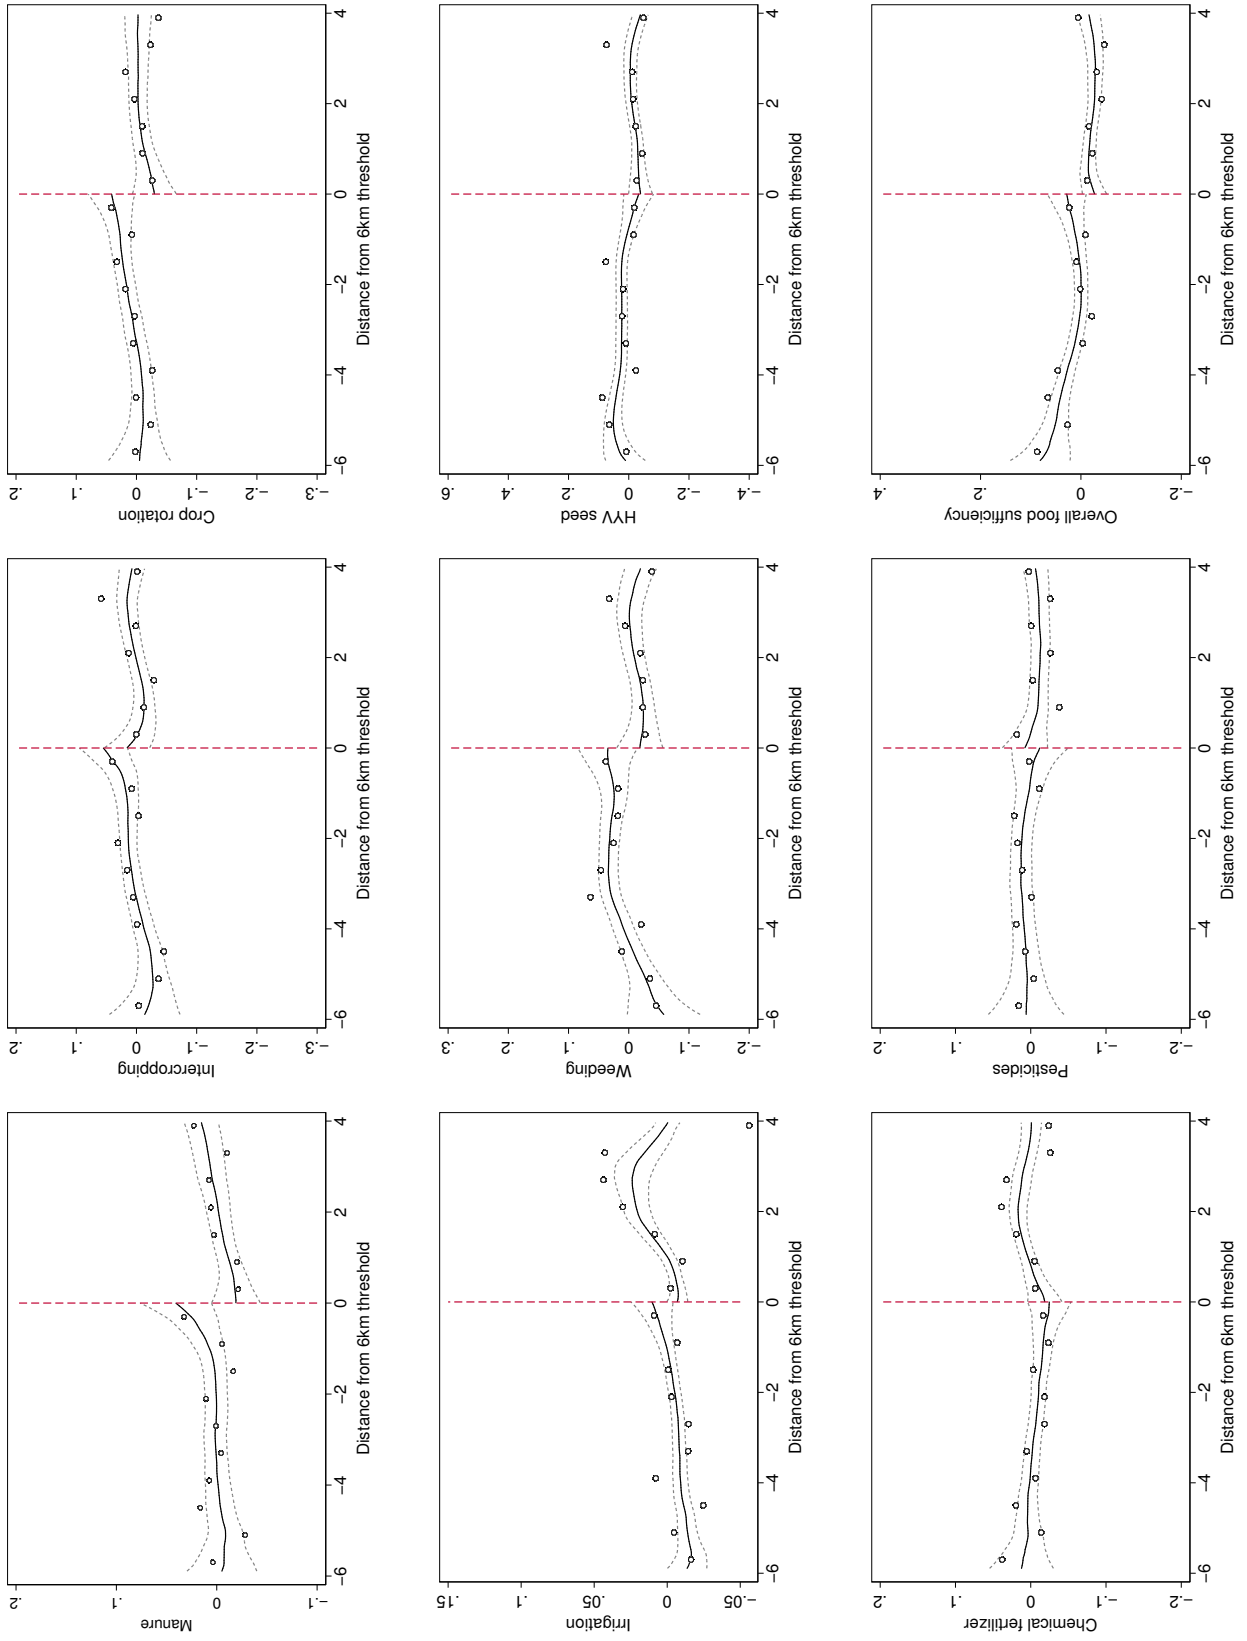 Manure
.2
.1
0
-.1
-6 -4 -2 0 2 4
Distance from 6km threshold
Intercropping
.2
.1
0
-.1
-.2
-.3
-6 -4 -2 0 2 4
Distance from 6km threshold
Crop rotation
.2
.1
0
-.1
-.2
-.3
-6 -4 -2 0 2 4
Distance from 6km threshold
Irrigation
.15
.1
.05
0
-.05
-6 -4 -2 0 2 4
Distance from 6km threshold
Weeding
.3
.2
.1
0
-.1
-.2
-6 -4 -2 0 2 4
Distance from 6km threshold
HYV seed
.6
.4
.2
0
-.2
-.4
-6 -4 -2 0 2 4
Distance from 6km threshold
Chemical fertilizer
.2
.1
0
-.1
-.2
-6 -4 -2 0 2 4
Distance from 6km threshold
Pesticides
.2
.1
0
-.1
-.2
-6 -4 -2 0 2 4
Distance from 6km threshold
Overall food sufficiency
.4
.2
0
-.2
-6 -4 -2 0 2 4
Distance from 6km threshold